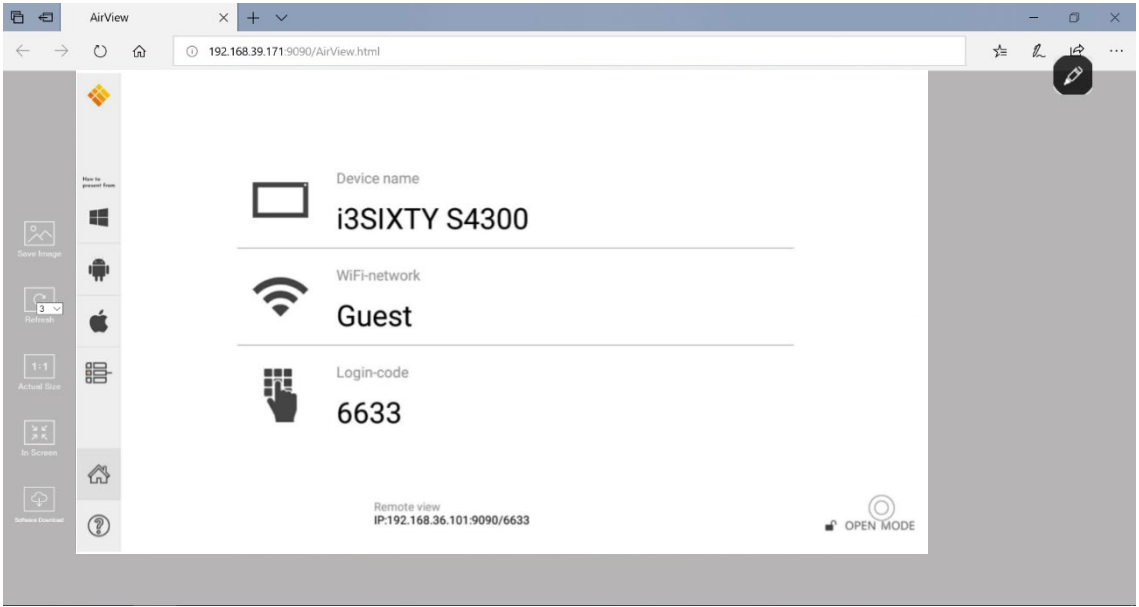 AirView
192.168.39.171:9090/AirView.html
How to
present from
Save Image
3
Refresh
1:1
Actual Size
In Screen
Software Download
Device name
i3SIXTY S4300
WiFi-network
Guest
Login-code
6633
Remote view
IP:192.168.36.101:9090/6633
OPEN MODE